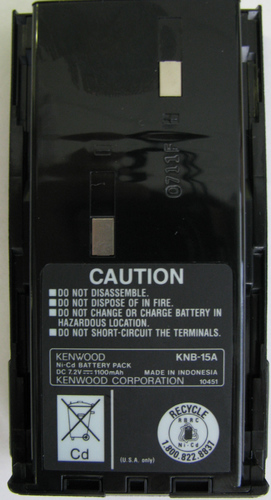 CAUTION
■ DO NOT DISASSEMBLE.
■ DO NOT DISPOSE OF IN FIRE.
■ DO NOT CHANGE OR CHARGE BATTERY IN
HAZARDOUS LOCATION.
■ DO NOT SHORT-CIRCUIT THE TERMINALS.
KENWOOD KNB-15A
Ni-Cd BATTERY PACK
DC 7.2V 1100mAh MADE IN INDONESIA
KENWOOD CORPORATION 10451
Cd
(U.S.A. only)
RECYCLE
RBRC
Ni-Cd
1.800.822.8837